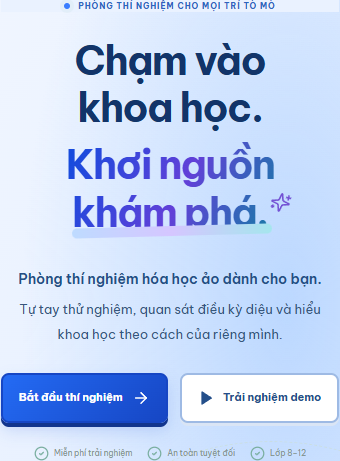 PHÒNG THÍ NGHIỆM CHO MỌI TRÍ TÒ MÒ
Chạm vào
khoa học.
Khơi nguồn
khám phá.
Phòng thí nghiệm hóa học ảo dành cho bạn.
Tự tay thử nghiệm, quan sát điều kỳ diệu và hiểu
khoa học theo cách của riêng mình.
Bắt đầu thí nghiệm
Trải nghiệm demo
Miễn phí trải nghiệm
An toàn tuyệt đối
Lớp 8–12